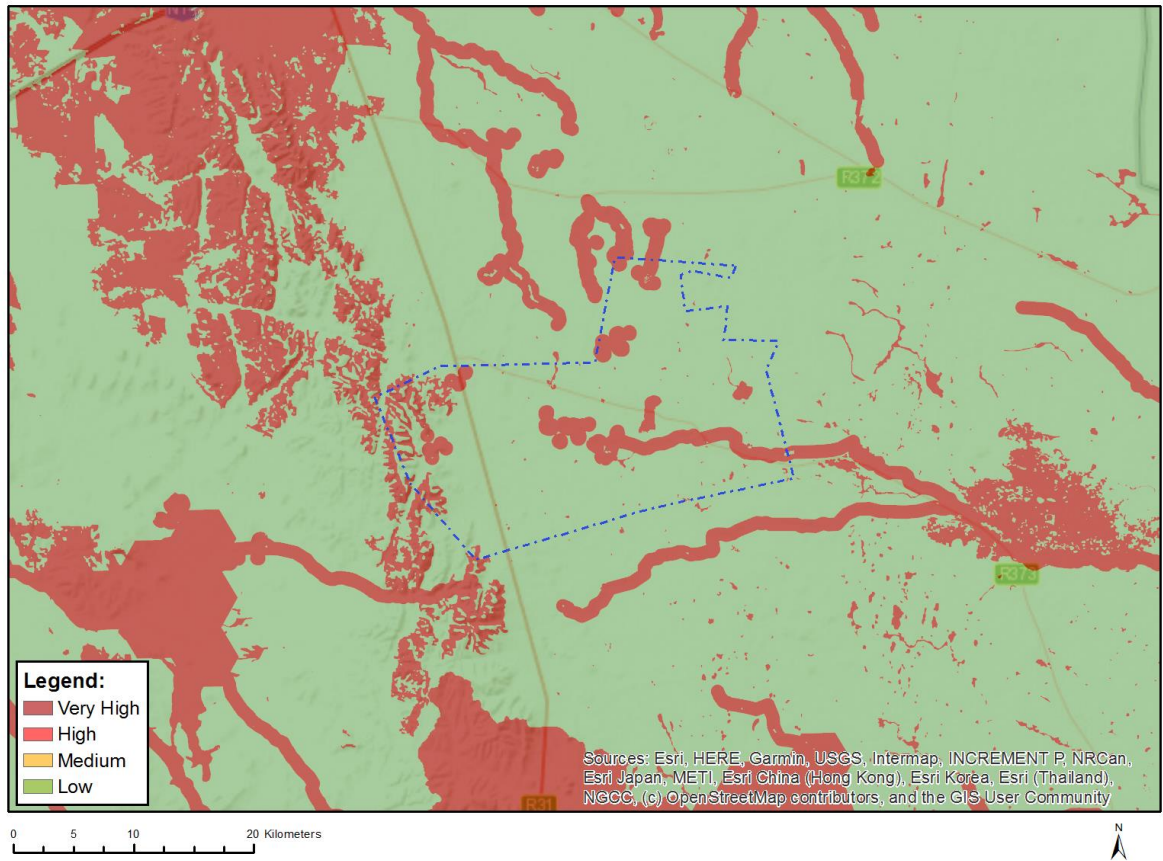 R372
R373
Legend:
Very High
High
Medium
Low
Sources: Esri, HERE, Garmin, USGS, Intermap, INCREMENT P, NRCan,
Esri Japan, METI, Esri China (Hong Kong), Esri Korea, Esri (Thailand),
NGCC, (c) OpenStreetMap contributors, and the GIS User Community
R31
0 5 10 20 Kilometers
N